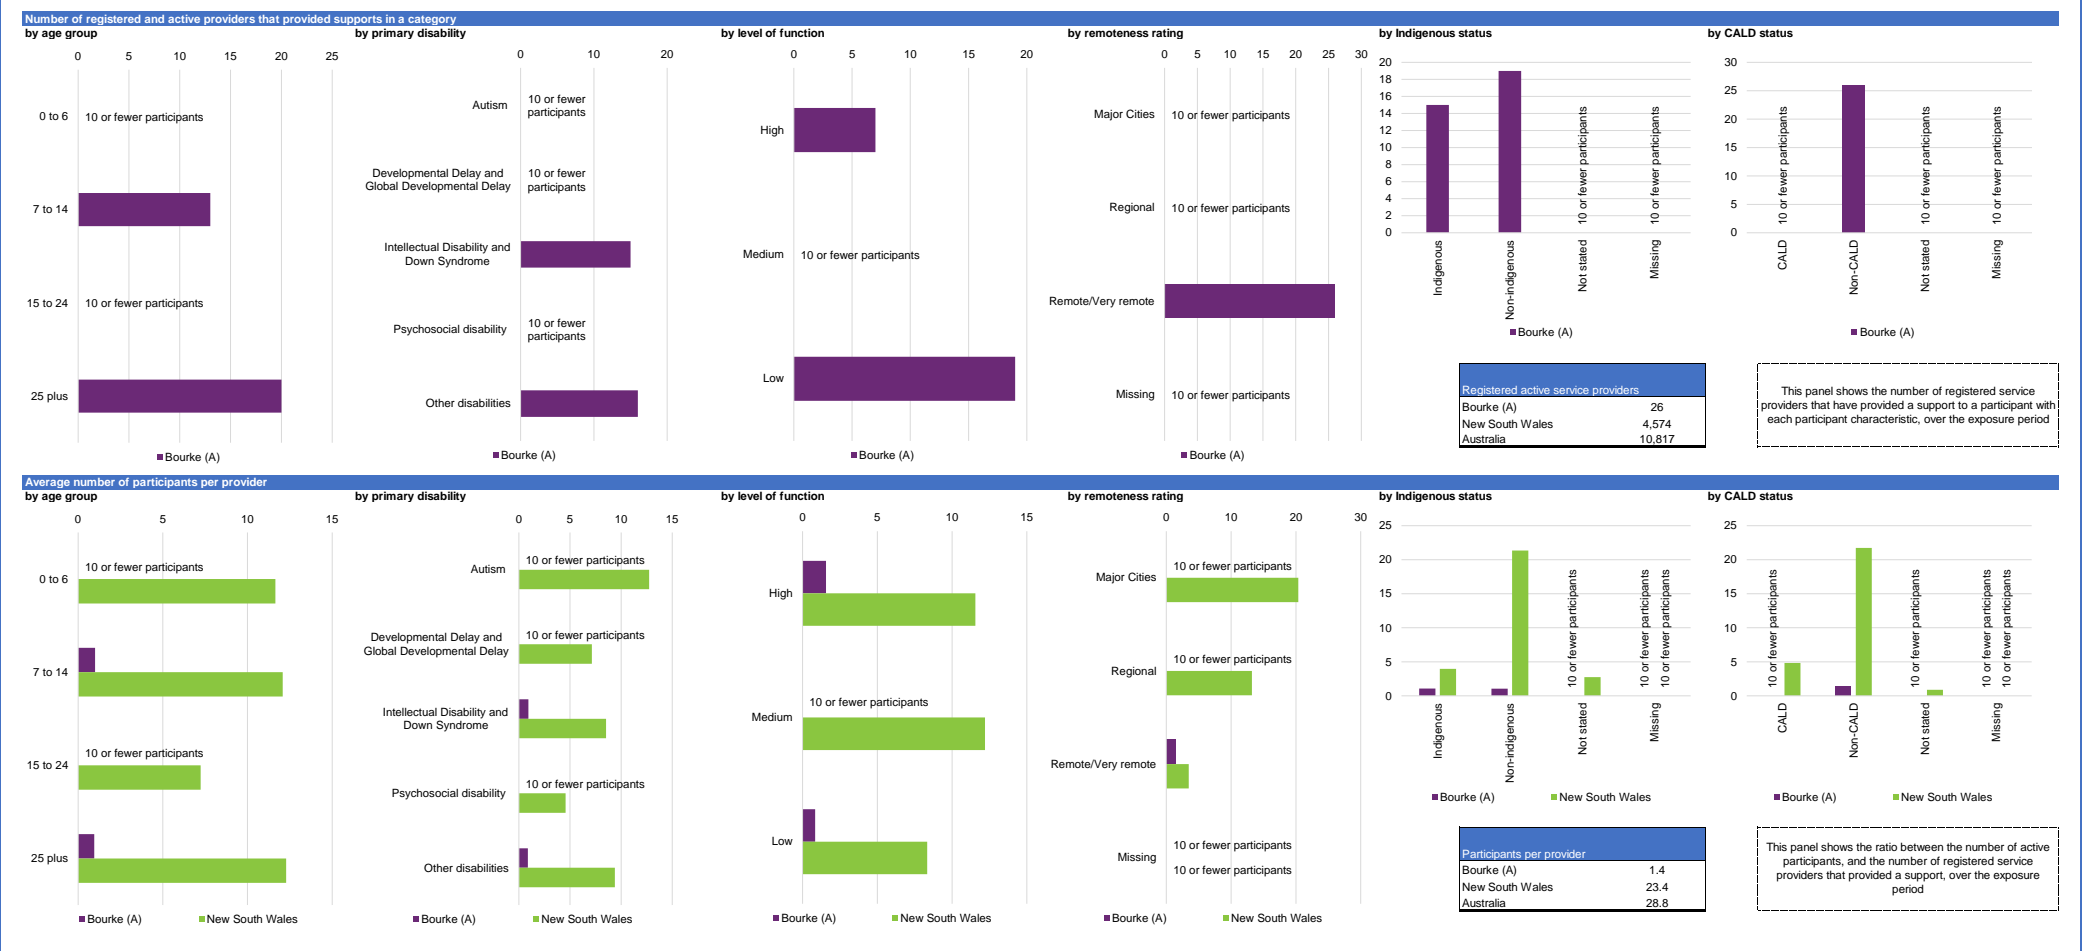 Number of registered and active providers that provided supports in a category
by age group
0 5 10 15 20 25
0 to 6
10 or fewer participants
7 to 14
15 to 24
10 or fewer participants
25 plus
Bourke (A)
by primary disability
0 10 20
Autism
10 or fewer
participants
Developmental Delay and
Global Developmental Delay
10 or fewer
participants
Intellectual Disability and
Down Syndrome
Psychosocial disability
10 or fewer
participants
Other disabilities
Bourke (A)
by level of function
0 5 10 15 20
High
Medium
10 or fewer participants
Low
Bourke (A)
by remoteness rating
0 5 10 15 20 25 30
Major Cities
10 or fewer participants
Regional
10 or fewer participants
Remote/Very remote
Missing
10 or fewer participants
Bourke (A)
by Indigenous status
20
18
16
14
12
10
8
6
4
2
0
10 or fewer participants
10 or fewer participants
Indigenous
Non-indigenous
Not stated
Missing
Bourke (A)
by CALD status
30
25
20
15
10
5
0
10 or fewer participants
10 or fewer participants
10 or fewer participants
CALD
Non-CALD
Not stated
Missing
Bourke (A)
Registered active service providers
Bourke (A) 26
New South Wales 4,574
Australia 10,817
This panel shows the number of registered service
providers that have provided a support to a participant with
each participant characteristic, over the exposure period
Average number of participants per provider
by age group
0 5 10 15
0 to 6
10 or fewer participants
7 to 14
15 to 24
10 or fewer participants
25 plus
Bourke (A) New South Wales
by primary disability
0 5 10 15
Autism
10 or fewer participants
Developmental Delay and
Global Developmental Delay
10 or fewer participants
Intellectual Disability and
Down Syndrome
Psychosocial disability
10 or fewer participants
Other disabilities
Bourke (A) New South Wales
by level of function
0 5 10 15
High
Medium
10 or fewer participants
Low
Bourke (A) New South Wales
by remoteness rating
0 10 20 30
Major Cities
10 or fewer participants
Regional
10 or fewer participants
Remote/Very remote
Missing
10 or fewer participants
10 or fewer participants
Bourke (A) New South Wales
by Indigenous status
25
20
15
10
5
0
10 or fewer participants
10 or fewer participants
10 or fewer participants
Indigenous
Non-indigenous
Not stated
Missing
Bourke (A) New South Wales
by CALD status
25
20
15
10
5
0
10 or fewer participants
10 or fewer participants
10 or fewer participants
10 or fewer participants
CALD
Non-CALD
Not stated
Missing
Bourke (A) New South Wales
Participants per provider
Bourke (A) 1.4
New South Wales 23.4
Australia 28.8
This panel shows the ratio between the number of active
participants, and the number of registered service
providers that provided a support, over the exposure
period